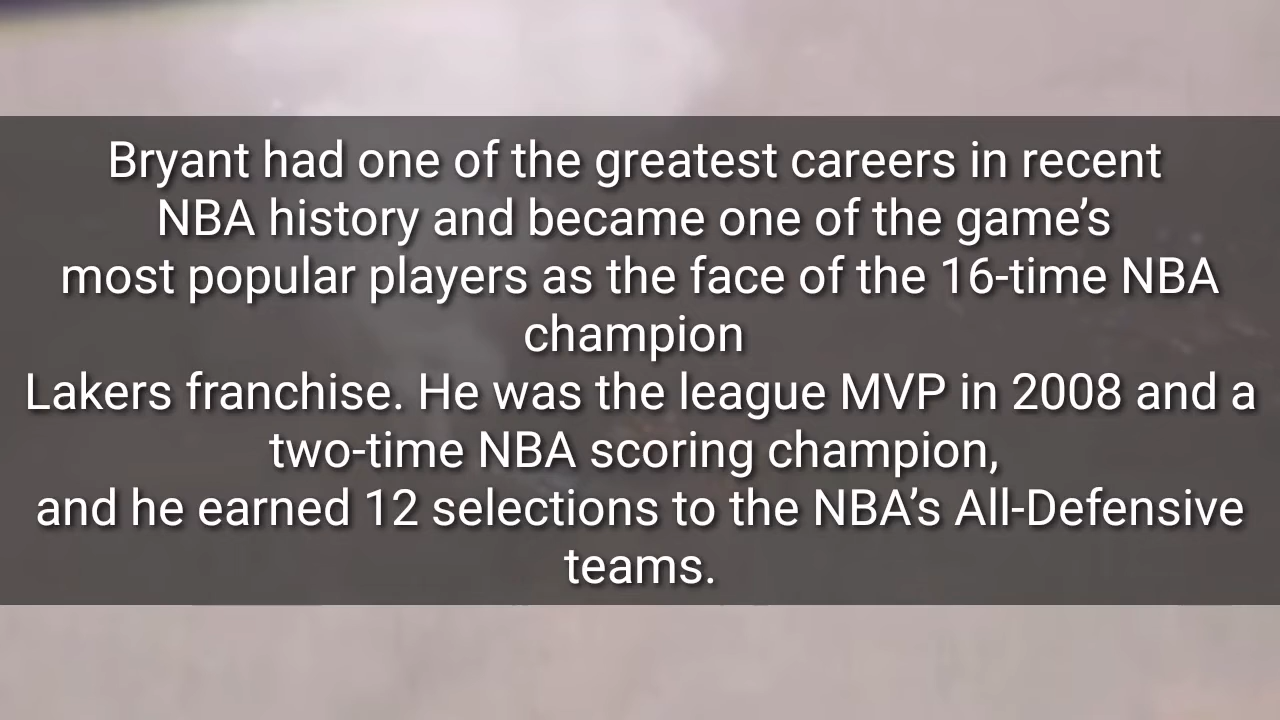 Bryant had one of the greatest careers in recent
NBA history and became one of the game’s
most popular players as the face of the 16-time NBA
champion
Lakers franchise. He was the league MVP in 2008 and a
two-time NBA scoring champion,
and he earned 12 selections to the NBA’s All-Defensive
teams.